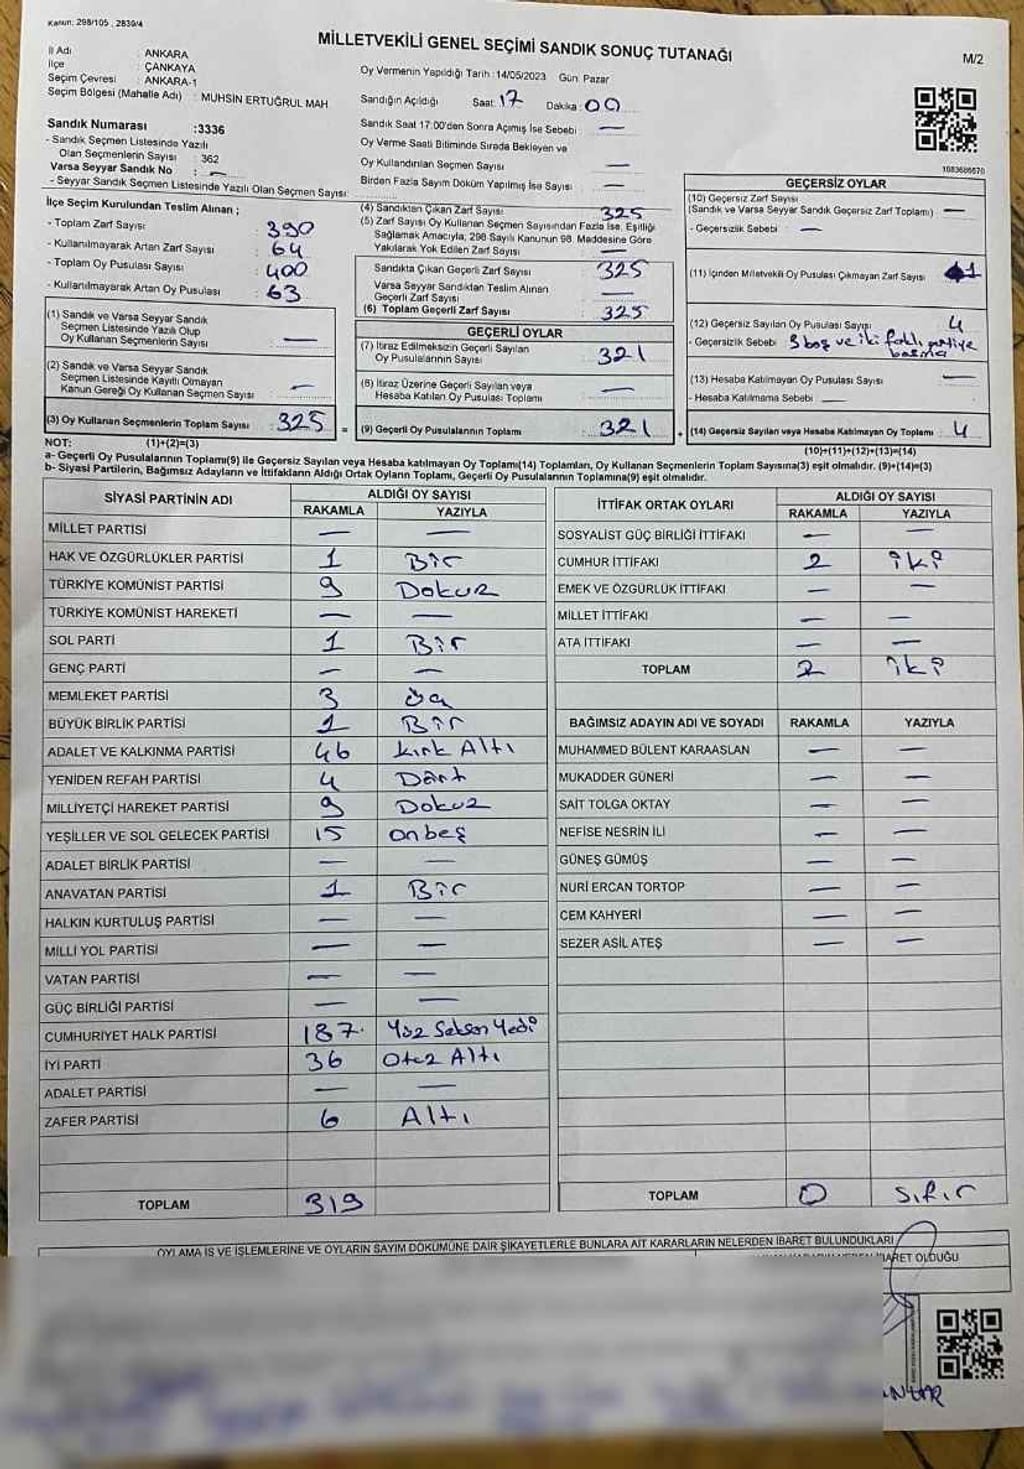 Kanun: 298/105 , 2839/4
MİLLETVEKİLİ GENEL SEÇİMİ SANDIK SONUÇ TUTANAĞI
M/2
İl Adı : ANKARA
İlçe : ÇANKAYA
Seçim Çevresi : ANKARA-1
Seçim Bölgesi (Mahalle Adı) : MUHSİN ERTUĞRUL MAH
Sandık Numarası :3336
- Sandık Seçmen Listesinde Yazılı
Olan Seçmenlerin Sayısı : 362
Varsa Seyyar Sandık No : —
- Seyyar Sandık Seçmen Listesinde Yazılı Olan Seçmen Sayısı:
Oy Vermenin Yapıldığı Tarih :14/05/2023 Gün: Pazar
Sandığın Açıldığı Saat: 17 Dakika: 00
Sandık Saat 17:00'den Sonra Açılmış İse Sebebi : —
Oy Verme Saati Bitiminde Sırada Bekleyen ve
Oy Kullandırılan Seçmen Sayısı : —
Birden Fazla Sayım Döküm Yapılmış İse Sayısı : —
1083686670
İlçe Seçim Kurulundan Teslim Alınan ;
- Toplam Zarf Sayısı : 390
- Kullanılmayarak Artan Zarf Sayısı : 64
- Toplam Oy Pusulası Sayısı : 400
- Kullanılmayarak Artan Oy Pusulası : 63
(1) Sandık ve Varsa Seyyar Sandık
Seçmen Listesinde Yazılı Olup
Oy Kullanan Seçmenlerin Sayısı : —
(2) Sandık ve Varsa Seyyar Sandık
Seçmen Listesinde Kayıtlı Olmayan
Kanun Gereği Oy Kullanan Seçmen Sayısı : —
(3) Oy Kullanan Seçmenlerin Toplam Sayısı : 325 =
(4) Sandıktan Çıkan Zarf Sayısı : 325
(5) Zarf Sayısı Oy Kullanan Seçmen Sayısından Fazla İse, Eşitliği
Sağlamak Amacıyla, 298 Sayılı Kanunun 98. Maddesine Göre
Yakılarak Yok Edilen Zarf Sayısı : —
Sandıkta Çıkan Geçerli Zarf Sayısı : 325
Varsa Seyyar Sandıktan Teslim Alınan
Geçerli Zarf Sayısı : —
(6) Toplam Geçerli Zarf Sayısı : 325
GEÇERLİ OYLAR
(7) İtiraz Edilmeksizin Geçerli Sayılan
Oy Pusulalarının Sayısı : 321
(8) İtiraz Üzerine Geçerli Sayılan veya
Hesaba Katılan Oy Pusulası Toplamı : —
(9) Geçerli Oy Pusulalarının Toplamı : 321 +
GEÇERSİZ OYLAR
(10) Geçersiz Zarf Sayısı
(Sandık ve Varsa Seyyar Sandık Geçersiz Zarf Toplamı) : —
- Geçersizlik Sebebi : —
(11) İçinden Milletvekili Oy Pusulası Çıkmayan Zarf Sayısı : 1
(12) Geçersiz Sayılan Oy Pusulası Sayısı : 4
- Geçersizlik Sebebi : 3 boş ve iki farklı partiye
basma
(13) Hesaba Katılmayan Oy Pusulası Sayısı : —
- Hesaba Katılmama Sebebi : —
(14) Geçersiz Sayılan veya Hesaba Katılmayan Oy Toplamı : 4
NOT: (1)+(2)=(3)
(10)+(11)+(12)+(13)=(14)
a- Geçerli Oy Pusulalarının Toplamı(9) ile Geçersiz Sayılan veya Hesaba katılmayan Oy Toplamı(14) Toplamları, Oy Kullanan Seçmenlerin Toplam Sayısına(3) eşit olmalıdır. (9)+(14)=(3)
b- Siyasi Partilerin, Bağımsız Adayların ve İttifakların Aldığı Ortak Oyların Toplamı, Geçerli Oy Pusulalarının Toplamına(9) eşit olmalıdır.
SİYASİ PARTİNİN ADI ALDIĞI OY SAYISI
RAKAMLA YAZIYLA
MİLLET PARTİSİ — —
HAK VE ÖZGÜRLÜKLER PARTİSİ 1 Bir
TÜRKİYE KOMÜNİST PARTİSİ 9 Dokuz
TÜRKİYE KOMÜNİST HAREKETİ — —
SOL PARTİ 1 Bir
GENÇ PARTİ — —
MEMLEKET PARTİSİ 3 üç
BÜYÜK BİRLİK PARTİSİ 1 Bir
ADALET VE KALKINMA PARTİSİ 46 kırk Altı
YENİDEN REFAH PARTİSİ 4 Dört
MİLLİYETÇİ HAREKET PARTİSİ 9 Dokuz
YEŞİLLER VE SOL GELECEK PARTİSİ 15 onbeş
ADALET BİRLİK PARTİSİ — —
ANAVATAN PARTİSİ 1 Bir
HALKIN KURTULUŞ PARTİSİ — —
MİLLİ YOL PARTİSİ — —
VATAN PARTİSİ — —
GÜÇ BİRLİĞİ PARTİSİ — —
CUMHURİYET HALK PARTİSİ 187 Yüz Seksen Yedi
İYİ PARTİ 36 Otuz Altı
ADALET PARTİSİ — —
ZAFER PARTİSİ 6 Altı
TOPLAM 319
İTTİFAK ORTAK OYLARI ALDIĞI OY SAYISI
RAKAMLA YAZIYLA
SOSYALİST GÜÇ BİRLİĞİ İTTİFAKI — —
CUMHUR İTTİFAKI 2 iki
EMEK VE ÖZGÜRLÜK İTTİFAKI — —
MİLLET İTTİFAKI — —
ATA İTTİFAKI — —
TOPLAM 2 iki
BAĞIMSIZ ADAYIN ADI VE SOYADI RAKAMLA YAZIYLA
MUHAMMED BÜLENT KARAASLAN — —
MUKADDER GÜNERİ — —
SAİT TOLGA OKTAY — —
NEFİSE NESRİN İLİ — —
GÜNEŞ GÜMÜŞ — —
NURİ ERCAN TORTOP — —
CEM KAHYERİ — —
SEZER ASİL ATEŞ — —
TOPLAM 0 Sıfır
OYLAMA İŞ VE İŞLEMLERİNE VE OYLARIN SAYIM DÖKÜMÜNE DAİR ŞİKAYETLERLE BUNLARA AİT KARARLARIN NELERDEN İBARET BULUNDUKLARI
İBARET OLDUĞU